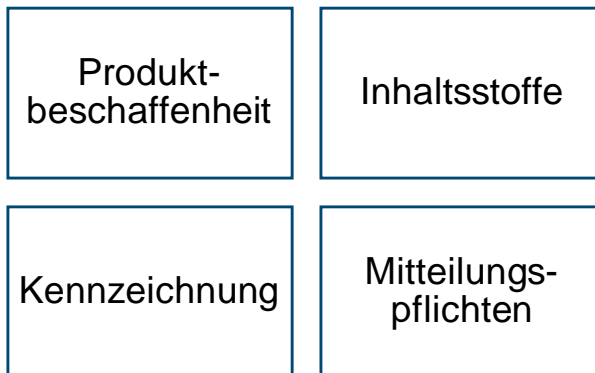 Produkt-
beschaffenheit
Inhaltsstoffe
Kennzeichnung
Mitteilungs-
pflichten